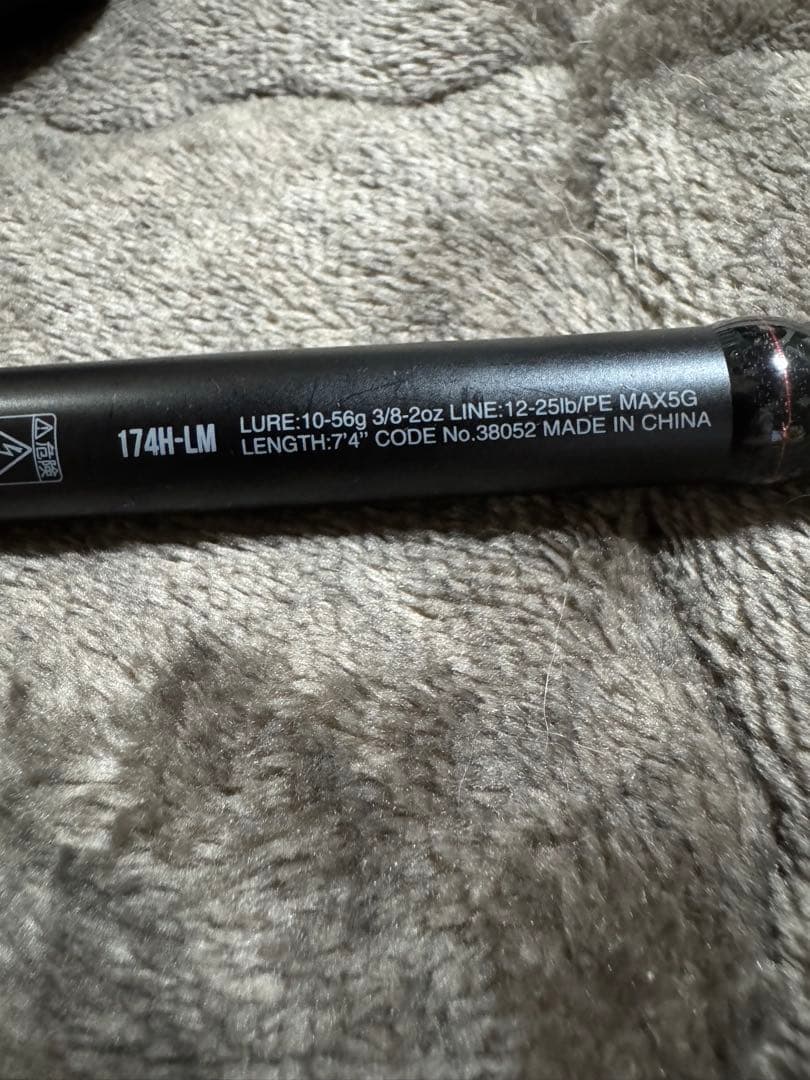 危険
174H-LM
LURE:10-56g 3/8-2oz LINE:12-25lb/PE MAX5G
LENGTH:7'4" CODE No.38052 MADE IN CHINA